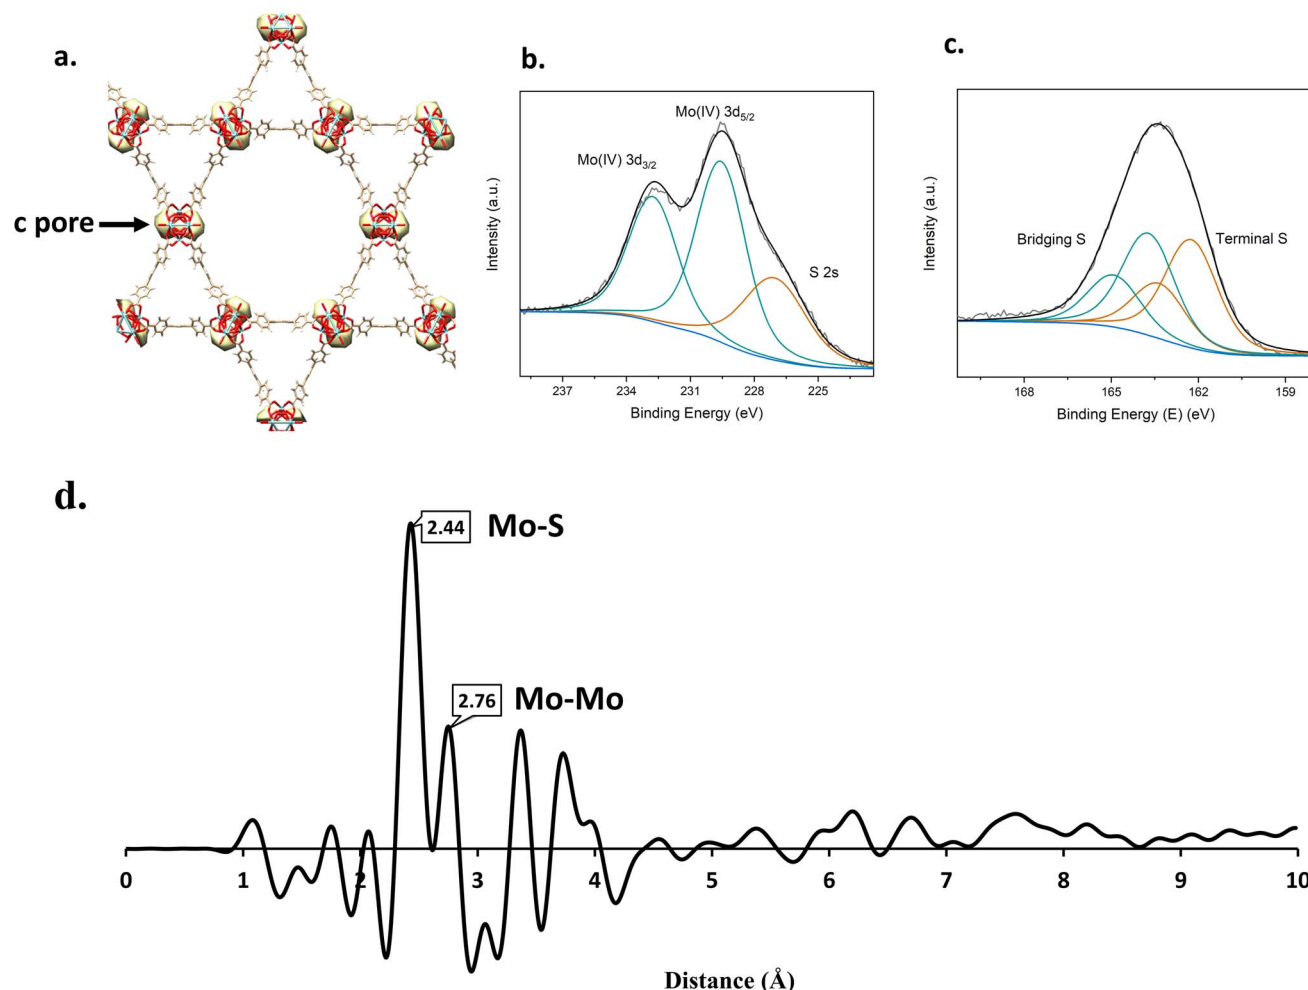 a.
c pore
b.
Mo(IV) 3d5/2
Mo(IV) 3d3/2
S 2s
Intensity (a.u.)
237 234 231 228 225
Binding Energy (eV)
c.
Bridging S
Terminal S
Intensity (a.u.)
168 165 162 159
Binding Energy (E) (eV)
d.
2.44 Mo-S
2.76 Mo-Mo
0 1 2 3 4 5 6 7 8 9 10
Distance (Å)